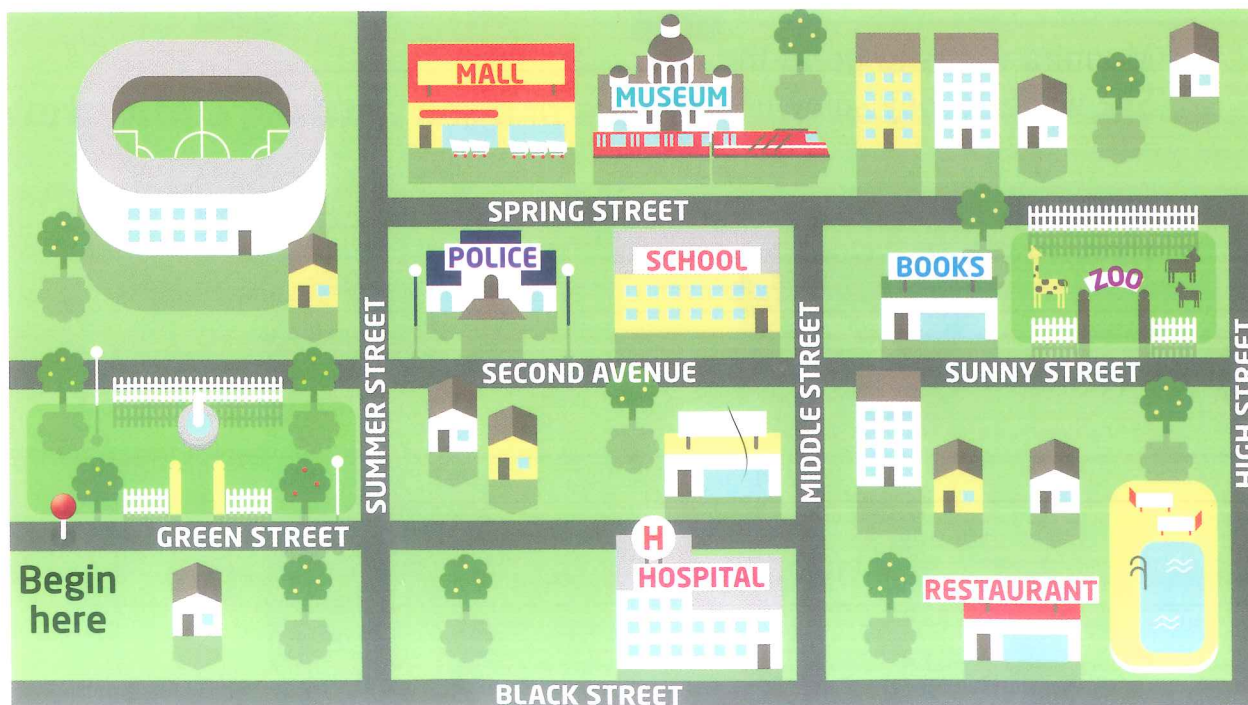 MALL
MUSEUM
SPRING STREET
POLICE
SCHOOL
BOOKS
ZOO
SUMMER STREET
SECOND AVENUE
MIDDLE STREET
SUNNY STREET
HIGH STREET
GREEN STREET
Begin
here
H
HOSPITAL
RESTAURANT
BLACK STREET